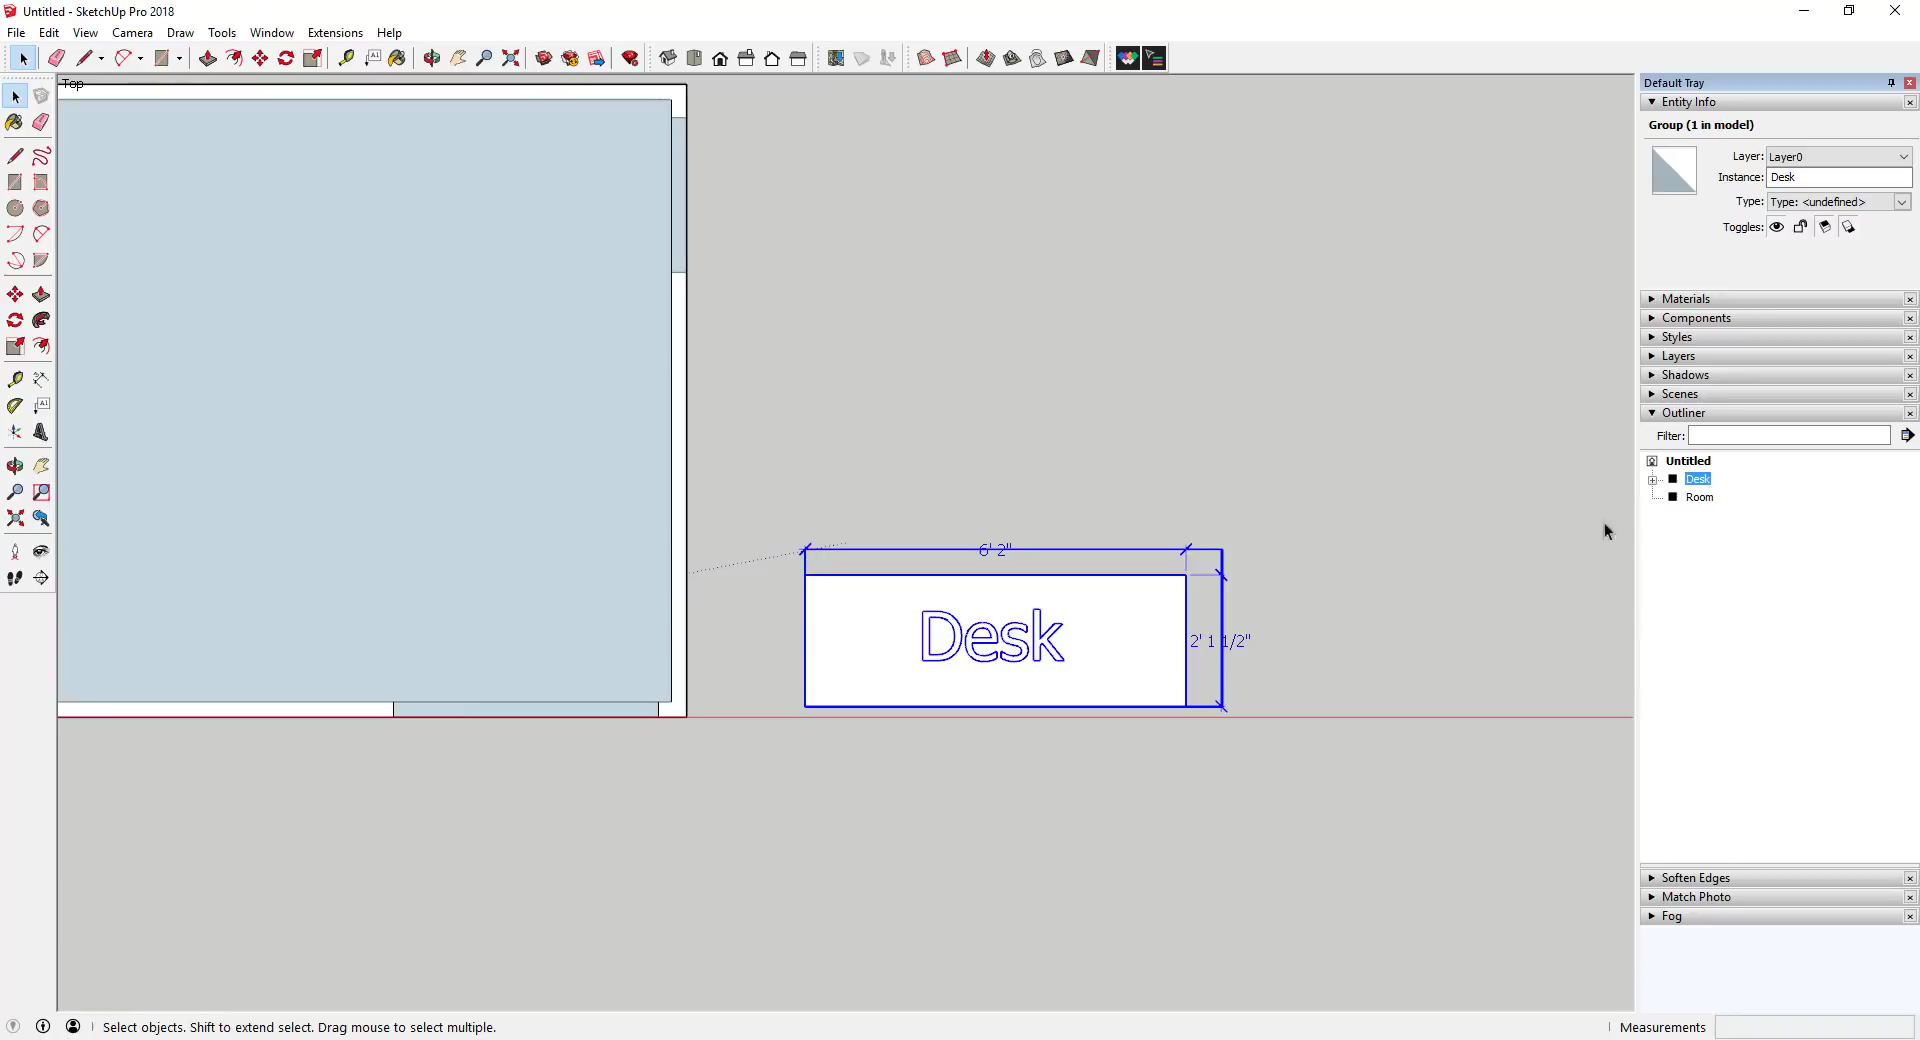 Untitled - SketchUp Pro 2018
File Edit View Camera Draw Tools Window Extensions Help
Top
6' 2"
Desk
2' 1 1/2"
Default Tray
Entity Info
Group (1 in model)
Layer: Layer0
Instance: Desk
Type: Type: <undefined>
Toggles:
Materials
Components
Styles
Layers
Shadows
Scenes
Outliner
Filter:
Untitled
Desk
Room
Soften Edges
Match Photo
Fog
Select objects. Shift to extend select. Drag mouse to select multiple.
Measurements